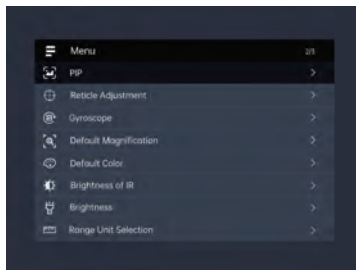 Menu 2/3
PIP
Reticle Adjustment
Gyroscope
Default Magnification
Default Color
Brightness of IR
Brightness
Range Unit Selection